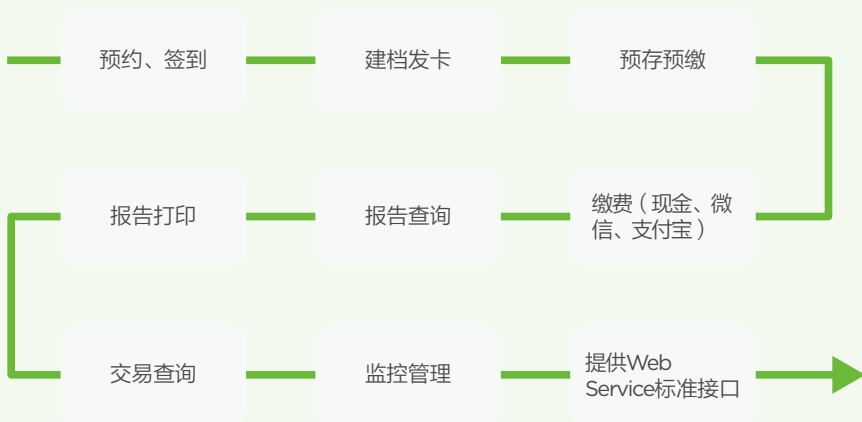 预约、签到
建档发卡
预存预缴
缴费（现金、微
信、支付宝）
报告查询
报告打印
交易查询
监控管理
提供Web
Service标准接口